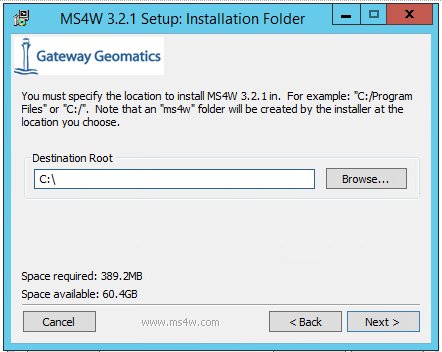 MS4W 3.2.1 Setup: Installation Folder
Gateway Geomatics
You must specify the location to install MS4W 3.2.1 in. For example: "C:/Program
Files" or "C:/". Note that an "ms4w" folder will be created by the installer at the
location you choose.
Destination Root
C:\
Browse...
Space required: 389.2MB
Space available: 60.4GB
Cancel
www.ms4w.com
< Back
Next >